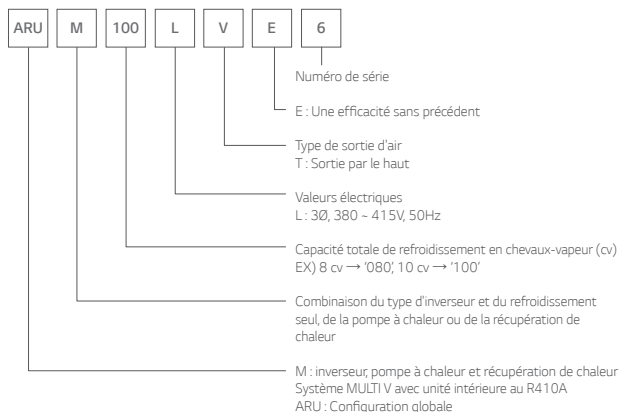 ARU M 100 L V E 6
Numéro de série
E : Une efficacité sans précédent
Type de sortie d'air
T : Sortie par le haut
Valeurs électriques
L : 3Ø, 380 ~ 415V, 50Hz
Capacité totale de refroidissement en chevaux-vapeur (cv)
EX) 8 cv → '080', 10 cv → '100'
Combinaison du type d'inverseur et du refroidissement
seul, de la pompe à chaleur ou de la récupération de
chaleur
M : inverseur, pompe à chaleur et récupération de chaleur
Système MULTI V avec unité intérieure au R410A
ARU : Configuration globale